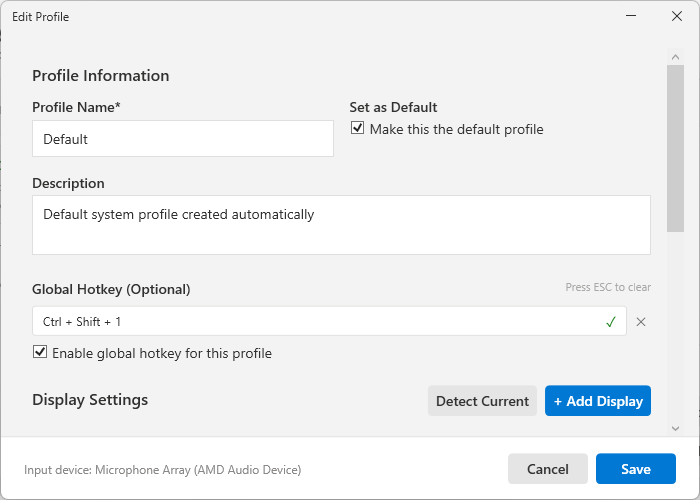 Edit Profile
Profile Information
Profile Name*
Set as Default
Default
Make this the default profile
Description
Default system profile created automatically
Global Hotkey (Optional)
Press ESC to clear
Ctrl + Shift + 1
Enable global hotkey for this profile
Display Settings
Detect Current
+ Add Display
Input device: Microphone Array (AMD Audio Device)
Cancel
Save